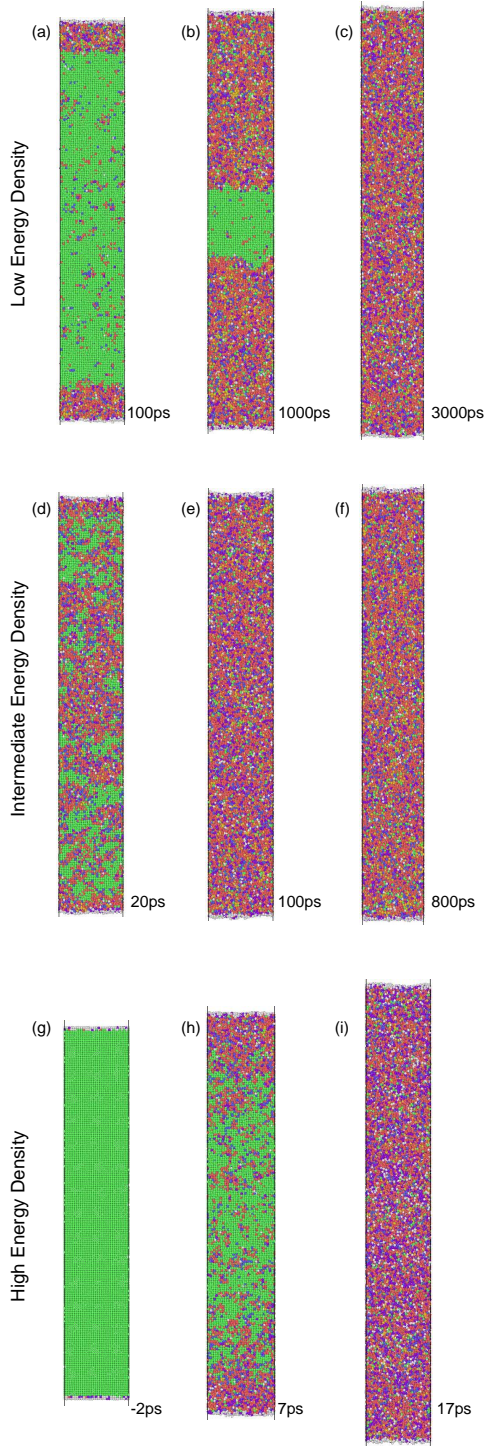 (a) (b) (c)
Low Energy Density
100ps 1000ps 3000ps
(d) (e) (f)
Intermediate Energy Density
20ps 100ps 800ps
(g) (h) (i)
High Energy Density
-2ps 7ps 17ps